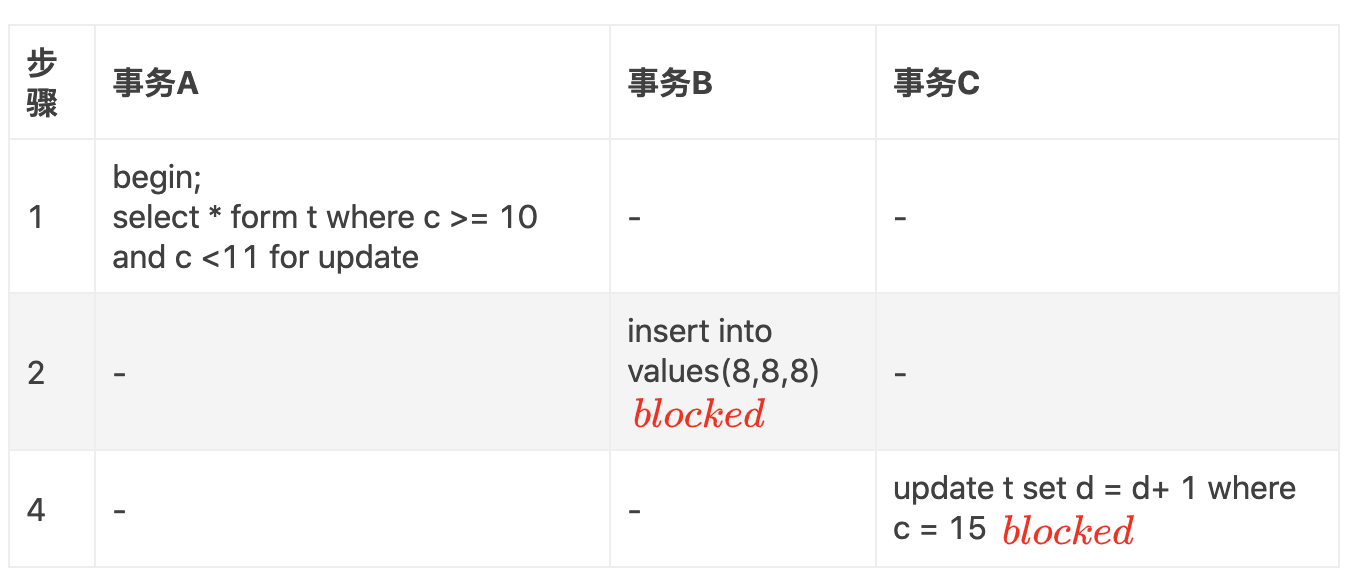 步
骤
事务A
事务B
事务C
1
begin;
select * form t where c >= 10
and c <11 for update
-
-
2
-
insert into
values(8,8,8)
blocked
-
4
-
-
update t set d = d+ 1 where
c = 15 blocked